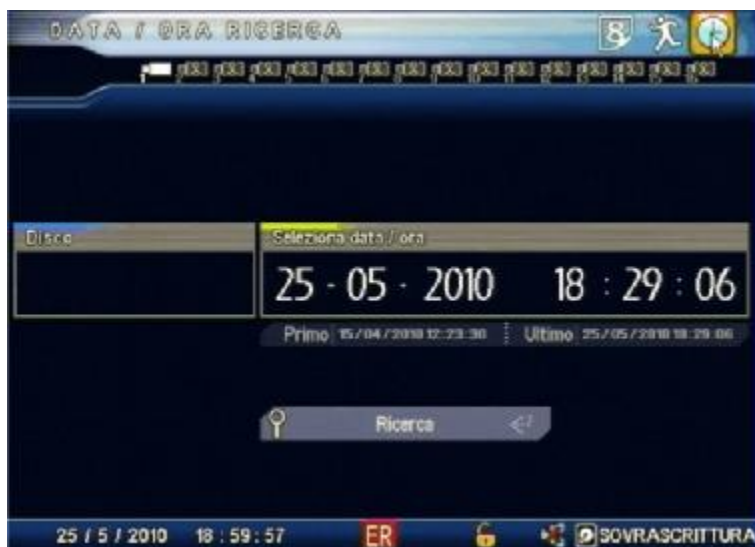 DATA / ORA RICERCA
Disco
Seleziona data / ora
25 - 05 - 2010 18 : 29 : 06
Primo 15/04/2010 12:23:30 Ultimo 25/05/2010 18:29:06
Ricerca
25 / 5 / 2010 18 : 59 : 57 ER SOVRASCRITTURA